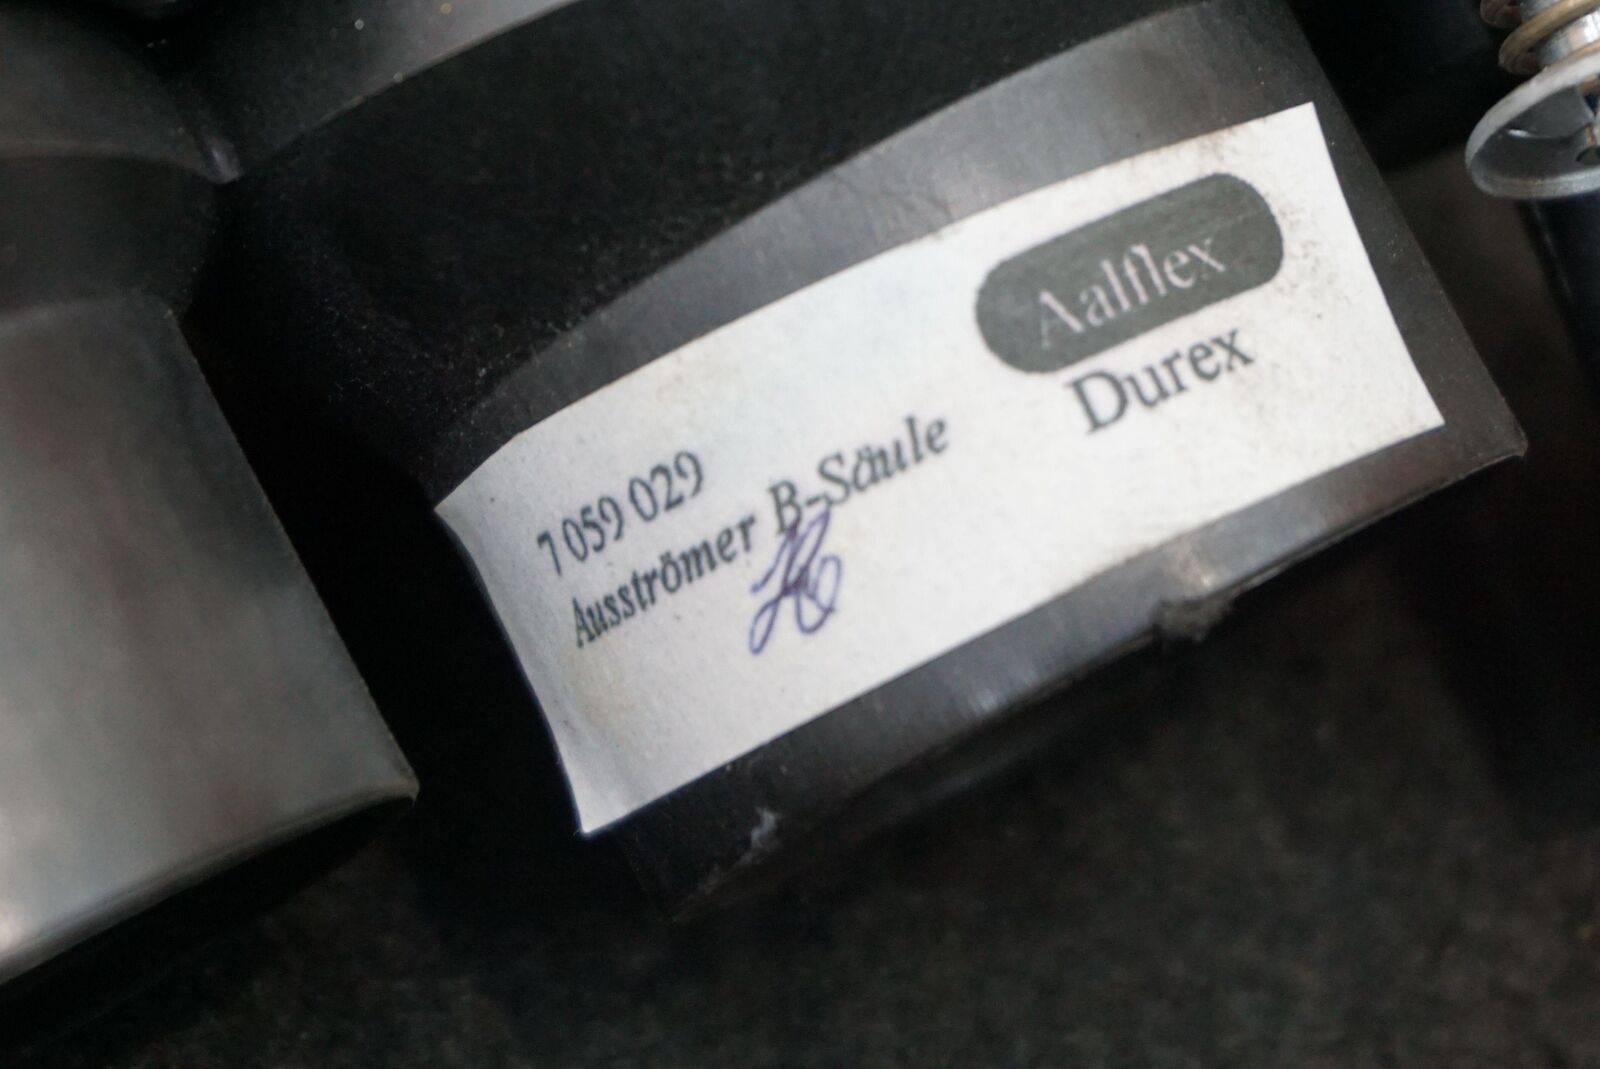 Aalflex
Durex
7 059 029
Ausströmer B-Säule